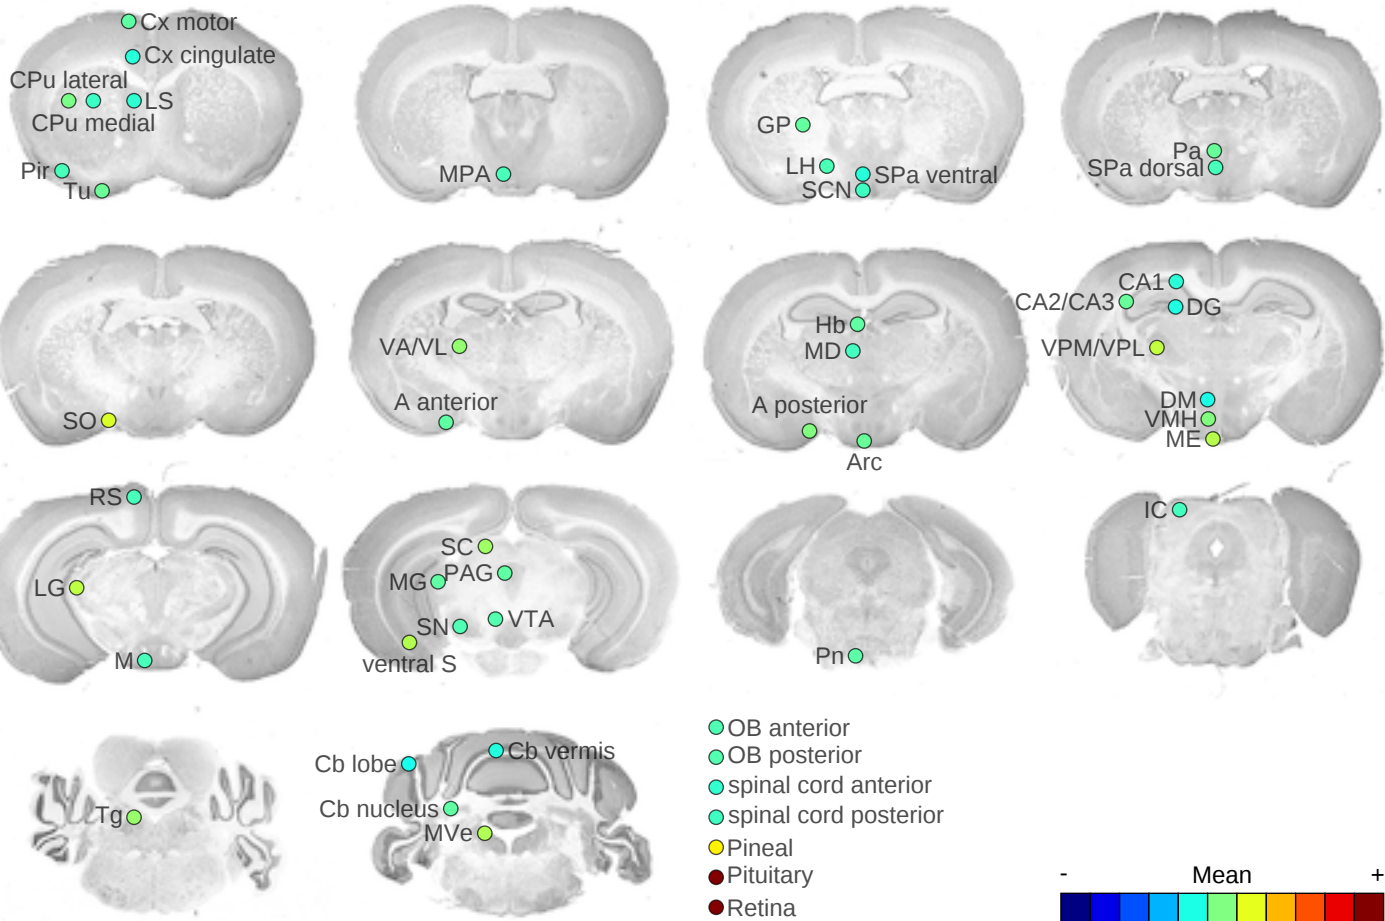 Cx motor
Cx cingulate
CPu lateral
LS
CPu medial
Pir
Tu
MPA
GP
LH
SPa ventral
SCN
Pa
SPa dorsal
SO
VA/VL
A anterior
Hb
MD
A posterior
Arc
CA1
CA2/CA3
DG
VPM/VPL
DM
VMH
ME
RS
LG
M
SC
MG
PAG
SN
VTA
ventral S
Pn
IC
Tg
Cb lobe
Cb vermis
Cb nucleus
MVe
OB anterior
OB posterior
spinal cord anterior
spinal cord posterior
Pineal
Pituitary
Retina
- Mean +